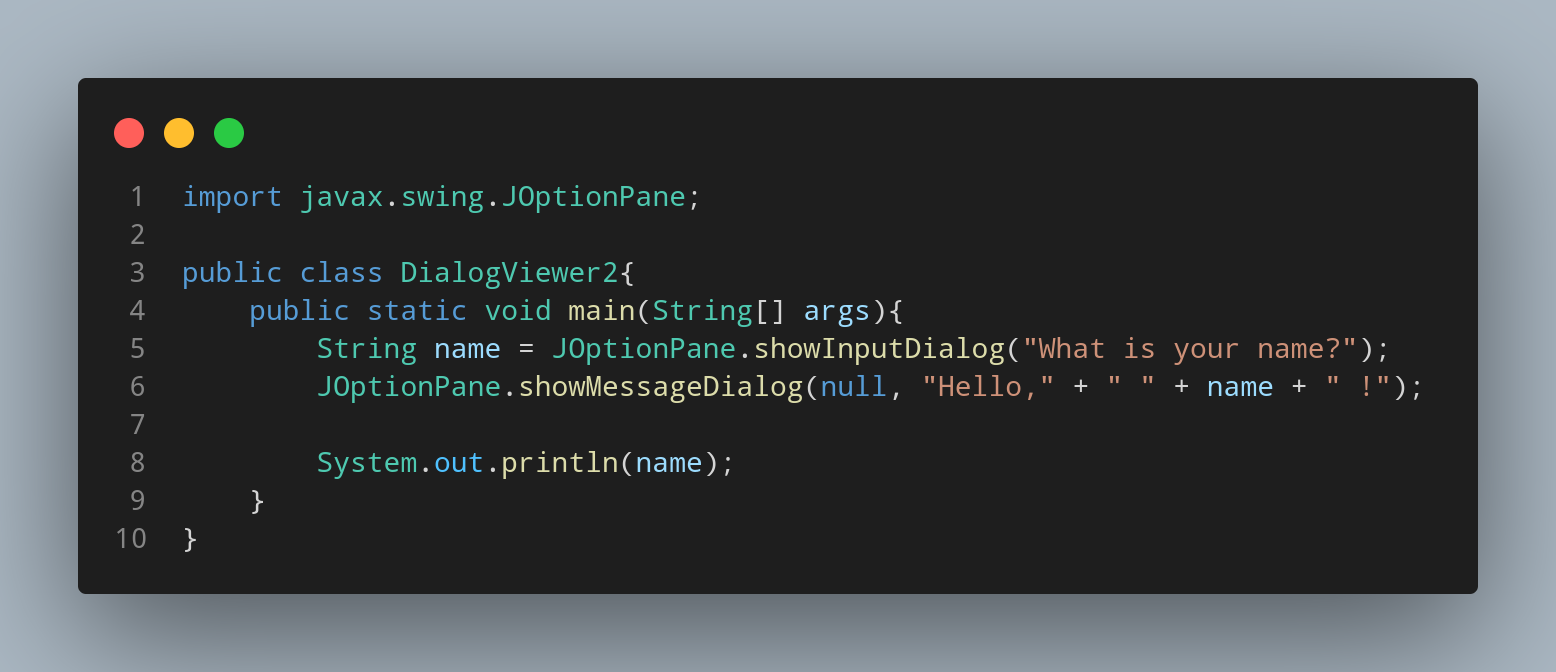 1 import javax.swing.JOptionPane;
2
3 public class DialogViewer2{
4     public static void main(String[] args){
5         String name = JOptionPane.showInputDialog("What is your name?");
6         JOptionPane.showMessageDialog(null, "Hello," + " " + name + " !");
7
8         System.out.println(name);
9     }
10 }